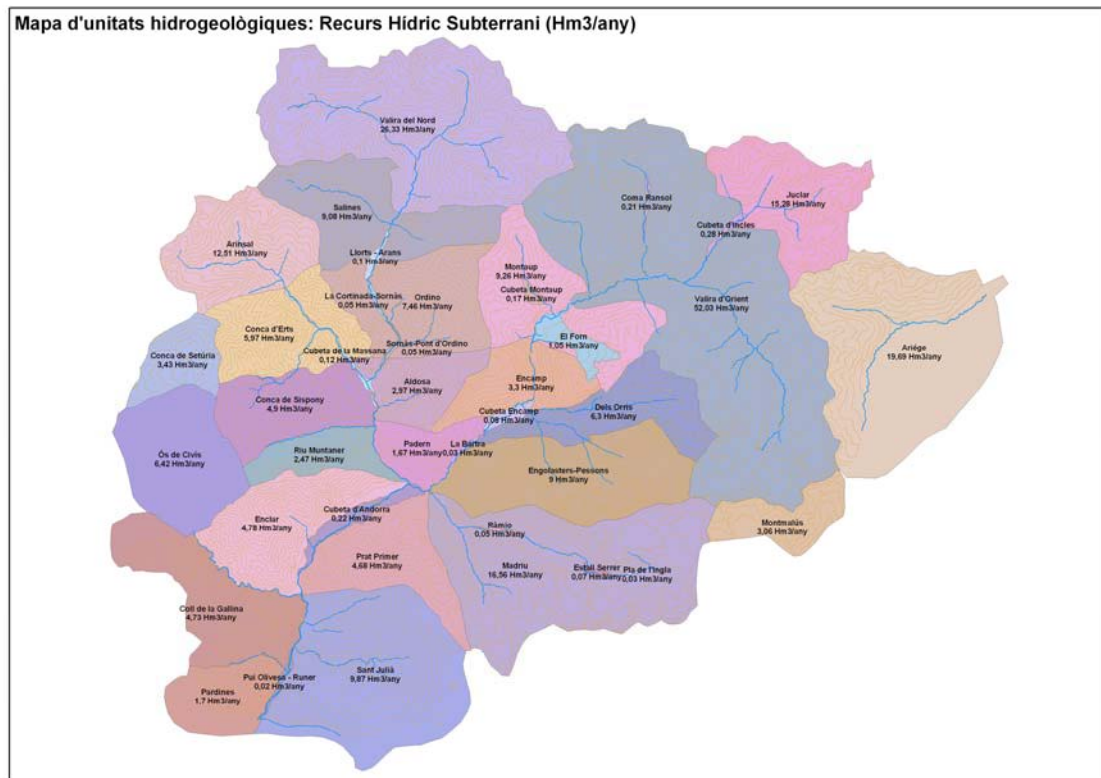 Mapa d'unitats hidrogeològiques: Recurs Hídric Subterrani (Hm3/any)
Valira del Nord
26,33 Hm3/any
Salines
9,08 Hm3/any
Coma Ransol
0,21 Hm3/any
Juclar
15,28 Hm3/any
Cubeta d'Incles
0,28 Hm3/any
Arinsal
12,51 Hm3/any
Llorts - Arans
0,1 Hm3/any
Montaup
9,26 Hm3/any
Cubeta Montaup
0,17 Hm3/any
La Cortinada-Sornàs
0,05 Hm3/any
Ordino
7,46 Hm3/any
Valira d'Orient
52,03 Hm3/any
Conca d'Erts
5,97 Hm3/any
Sornàs-Pont d'Ordino
0,05 Hm3/any
El Forn
1,05 Hm3/any
Ariége
19,69 Hm3/any
Conca de Setúria
3,43 Hm3/any
Cubeta de la Massana
0,12 Hm3/any
Aldosa
2,97 Hm3/any
Encamp
3,3 Hm3/any
Conca de Sispony
4,9 Hm3/any
Cubeta Encamp
0,08 Hm3/any
Dels Orris
6,3 Hm3/any
Òs de Civís
6,42 Hm3/any
Riu Muntaner
2,47 Hm3/any
Padern
1,67 Hm3/any
La Bartra
0,03 Hm3/any
Engolasters-Pessons
9 Hm3/any
Cubeta d'Andorra
0,22 Hm3/any
Enclar
4,78 Hm3/any
Ràmio
0,05 Hm3/any
Montmalús
3,06 Hm3/any
Prat Primer
4,68 Hm3/any
Madriu
16,56 Hm3/any
Estall Serrer
0,07 Hm3/any
Pla de l'Ingla
0,03 Hm3/any
Coll de la Gallina
4,73 Hm3/any
Sant Julià
9,87 Hm3/any
Pui Olivesa - Runer
0,02 Hm3/any
Pardines
1,7 Hm3/any